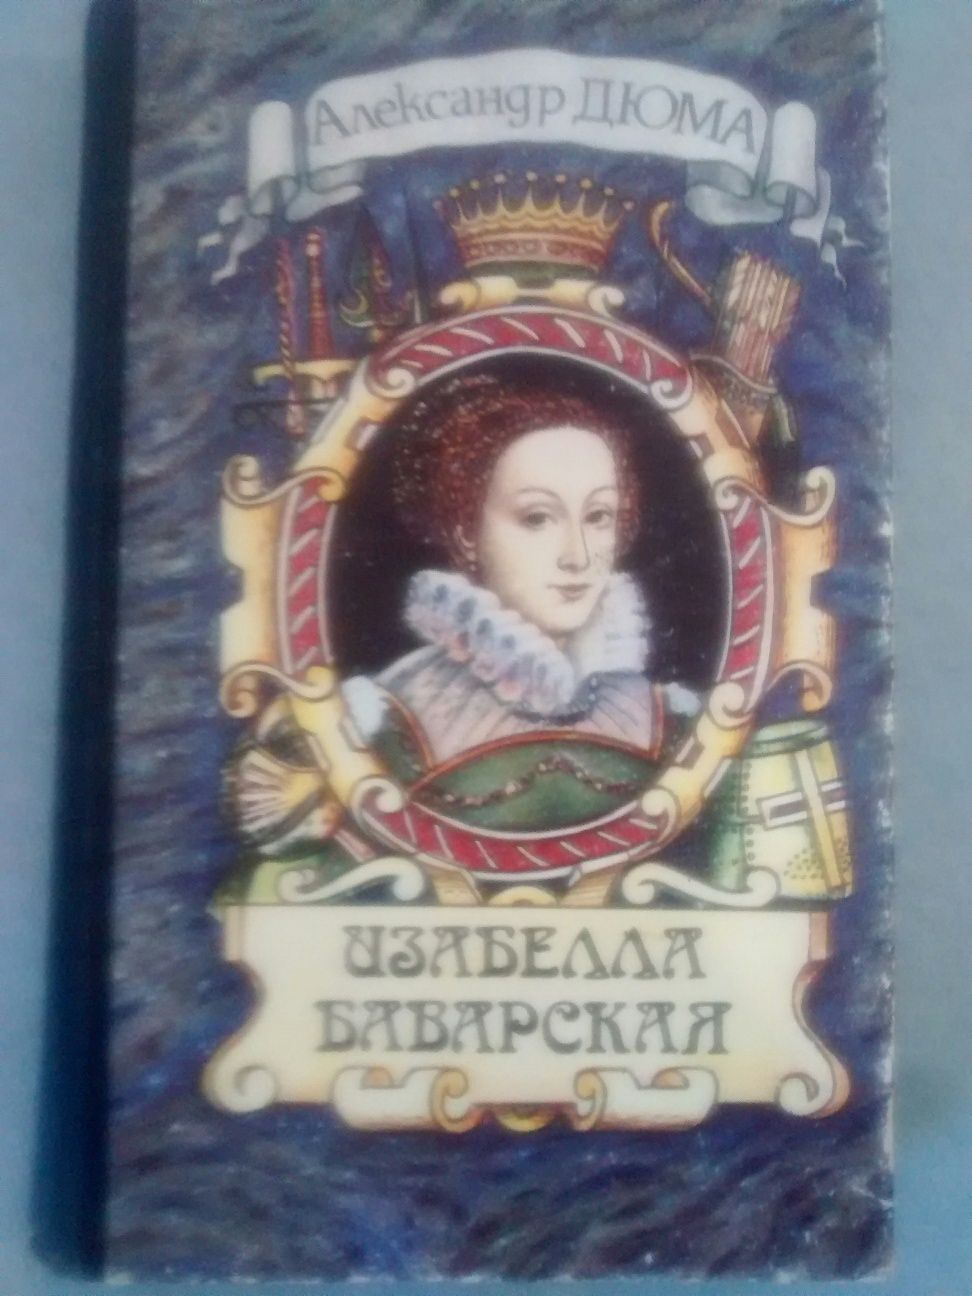 Александр ДЮМА
ИЗАБЕЛЛА
БАВАРСКАЯ